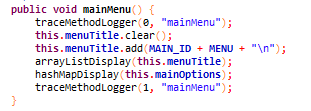 public void mainMenu() {
traceMethodLogger(0, "mainMenu");
this.menuTitle.clear();
this.menuTitle.add(MAIN_ID + MENU + "\n");
arrayListDisplay(this.menuTitle);
hashMapDisplay(this.mainOptions);
traceMethodLogger(1, "mainMenu");
}